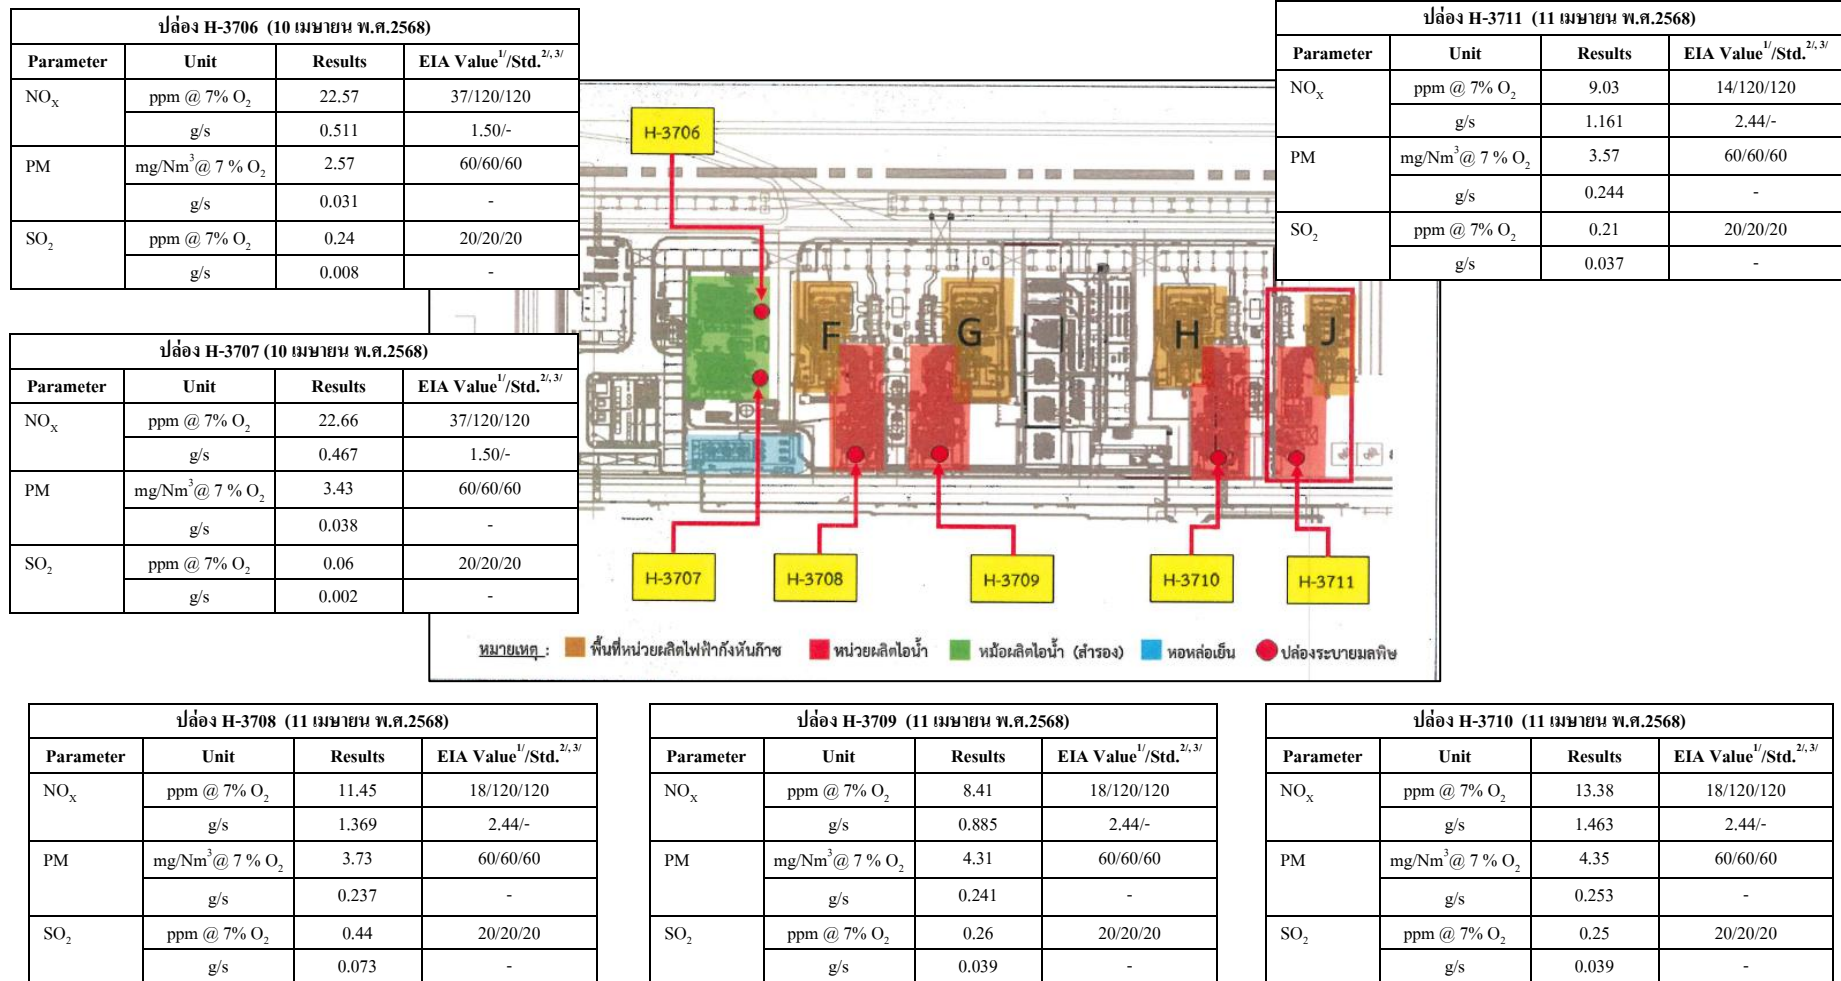 ปล่อง H-3706 (10 เมษายน พ.ศ.2568)
Parameter Unit Results EIA Value1//Std.2/, 3/
NOX ppm @ 7% O2 22.57 37/120/120
g/s 0.511 1.50/-
PM mg/Nm3@ 7 % O2 2.57 60/60/60
g/s 0.031 -
SO2 ppm @ 7% O2 0.24 20/20/20
g/s 0.008 -
ปล่อง H-3711 (11 เมษายน พ.ศ.2568)
Parameter Unit Results EIA Value1//Std.2/, 3/
NOX ppm @ 7% O2 9.03 14/120/120
g/s 1.161 2.44/-
PM mg/Nm3@ 7 % O2 3.57 60/60/60
g/s 0.244 -
SO2 ppm @ 7% O2 0.21 20/20/20
g/s 0.037 -
ปล่อง H-3707 (10 เมษายน พ.ศ.2568)
Parameter Unit Results EIA Value1//Std.2/, 3/
NOX ppm @ 7% O2 22.66 37/120/120
g/s 0.467 1.50/-
PM mg/Nm3@ 7 % O2 3.43 60/60/60
g/s 0.038 -
SO2 ppm @ 7% O2 0.06 20/20/20
g/s 0.002 -
H-3706
F G H J
H-3707 H-3708 H-3709 H-3710 H-3711
หมายเหตุ : พื้นที่หน่วยผลิตไฟฟ้ากังหันก๊าซ หน่วยผลิตไอน้ำ หม้อผลิตไอน้ำ (สำรอง) หอหล่อเย็น ปล่องระบายมลพิษ
ปล่อง H-3708 (11 เมษายน พ.ศ.2568)
Parameter Unit Results EIA Value1//Std.2/, 3/
NOX ppm @ 7% O2 11.45 18/120/120
g/s 1.369 2.44/-
PM mg/Nm3@ 7 % O2 3.73 60/60/60
g/s 0.237 -
SO2 ppm @ 7% O2 0.44 20/20/20
g/s 0.073 -
ปล่อง H-3709 (11 เมษายน พ.ศ.2568)
Parameter Unit Results EIA Value1//Std.2/, 3/
NOX ppm @ 7% O2 8.41 18/120/120
g/s 0.885 2.44/-
PM mg/Nm3@ 7 % O2 4.31 60/60/60
g/s 0.241 -
SO2 ppm @ 7% O2 0.26 20/20/20
g/s 0.039 -
ปล่อง H-3710 (11 เมษายน พ.ศ.2568)
Parameter Unit Results EIA Value1//Std.2/, 3/
NOX ppm @ 7% O2 13.38 18/120/120
g/s 1.463 2.44/-
PM mg/Nm3@ 7 % O2 4.35 60/60/60
g/s 0.253 -
SO2 ppm @ 7% O2 0.25 20/20/20
g/s 0.039 -